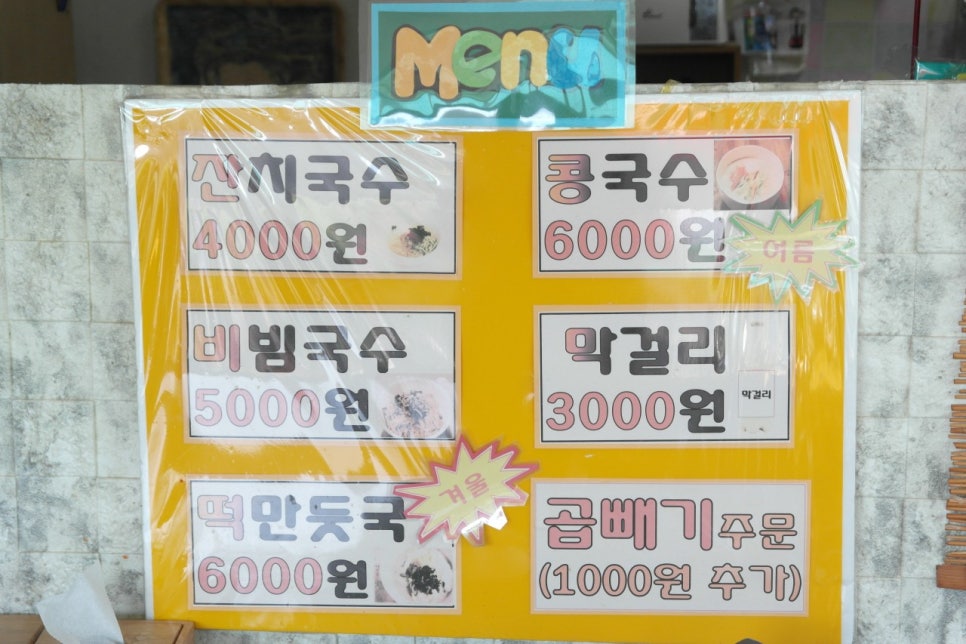 Menu
잔치국수
4000원
콩국수
6000원
여름
비빔국수
5000원
막걸리
3000원
막걸리
떡만둣국
6000원
겨울
곱빼기주문
(1000원 추가)